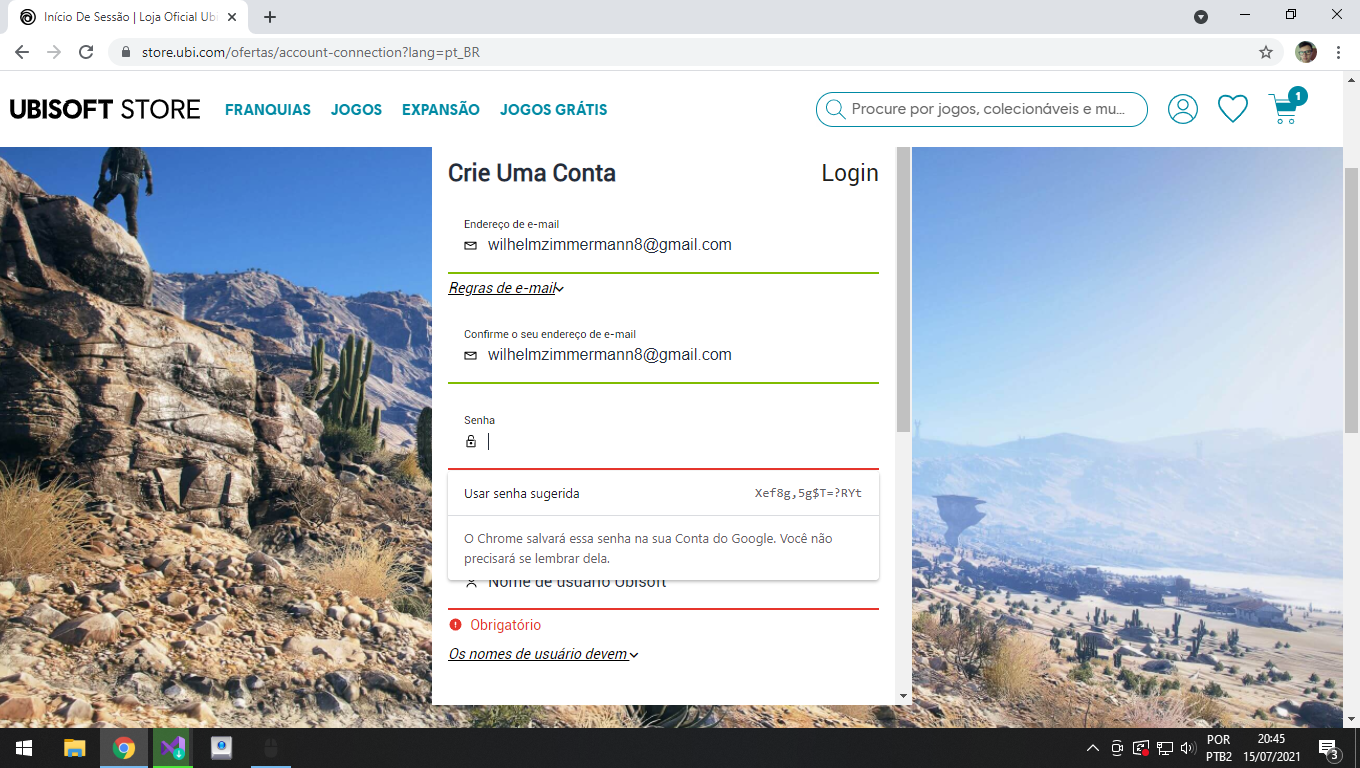 Início De Sessão | Loja Oficial Ubi
store.ubi.com/ofertas/account-connection?lang=pt_BR
UBISOFT STORE
FRANQUIAS
JOGOS
EXPANSÃO
JOGOS GRÁTIS
Procure por jogos, colecionáveis e mu...
1
Crie Uma Conta
Login
Endereço de e-mail
wilhelmzimmermann8@gmail.com
Regras de e-mail
Confirme o seu endereço de e-mail
wilhelmzimmermann8@gmail.com
Senha
Usar senha sugerida
Xef8g,5g$T=?RYt
O Chrome salvará essa senha na sua Conta do Google. Você não
precisará se lembrar dela.
Nome de usuário Ubisoft
Obrigatório
Os nomes de usuário devem
POR
PTB2
20:45
15/07/2021
3